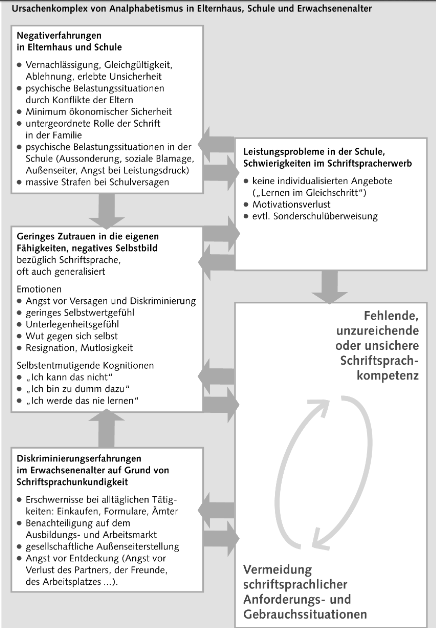 Ursachenkomplex von Analphabetismus in Elternhaus, Schule und Erwachsenenalter
Negativerfahrungen
in Elternhaus und Schule
• Vernachlässigung, Gleichgültigkeit,
Ablehnung, erlebte Unsicherheit
• psychische Belastungssituationen
durch Konflikte der Eltern
• Minimum ökonomischer Sicherheit
• untergeordnete Rolle der Schrift
in der Familie
• psychische Belastungssituationen in der
Schule (Aussonderung, soziale Blamage,
Außenseiter, Angst bei Leistungsdruck)
• massive Strafen bei Schulversagen
Leistungsprobleme in der Schule,
Schwierigkeiten im Schriftspracherwerb
• keine individualisierten Angebote
(„Lernen im Gleichschritt“)
• Motivationsverlust
• evtl. Sonderschulüberweisung
Geringes Zutrauen in die eigenen
Fähigkeiten, negatives Selbstbild
bezüglich Schriftsprache,
oft auch generalisiert
Emotionen
• Angst vor Versagen und Diskriminierung
• geringes Selbstwertgefühl
• Unterlegenheitsgefühl
• Wut gegen sich selbst
• Resignation, Mutlosigkeit
Selbstentmutigende Kognitionen
• „Ich kann das nicht“
• „Ich bin zu dumm dazu“
• „Ich werde das nie lernen“
Fehlende,
unzureichende
oder unsichere
Schriftsprach-
kompetenz
Diskriminierungserfahrungen
im Erwachsenenalter auf Grund von
Schriftsprachunkundigkeit
• Erschwernisse bei alltäglichen Tätig-
keiten: Einkaufen, Formulare, Ämter
• Benachteiligung auf dem
Ausbildungs- und Arbeitsmarkt
• gesellschaftliche Außenseiterstellung
• Angst vor Entdeckung (Angst vor
Verlust des Partners, der Freunde,
des Arbeitsplatzes ...).
Vermeidung
schriftsprachlicher
Anforderungs- und
Gebrauchssituationen